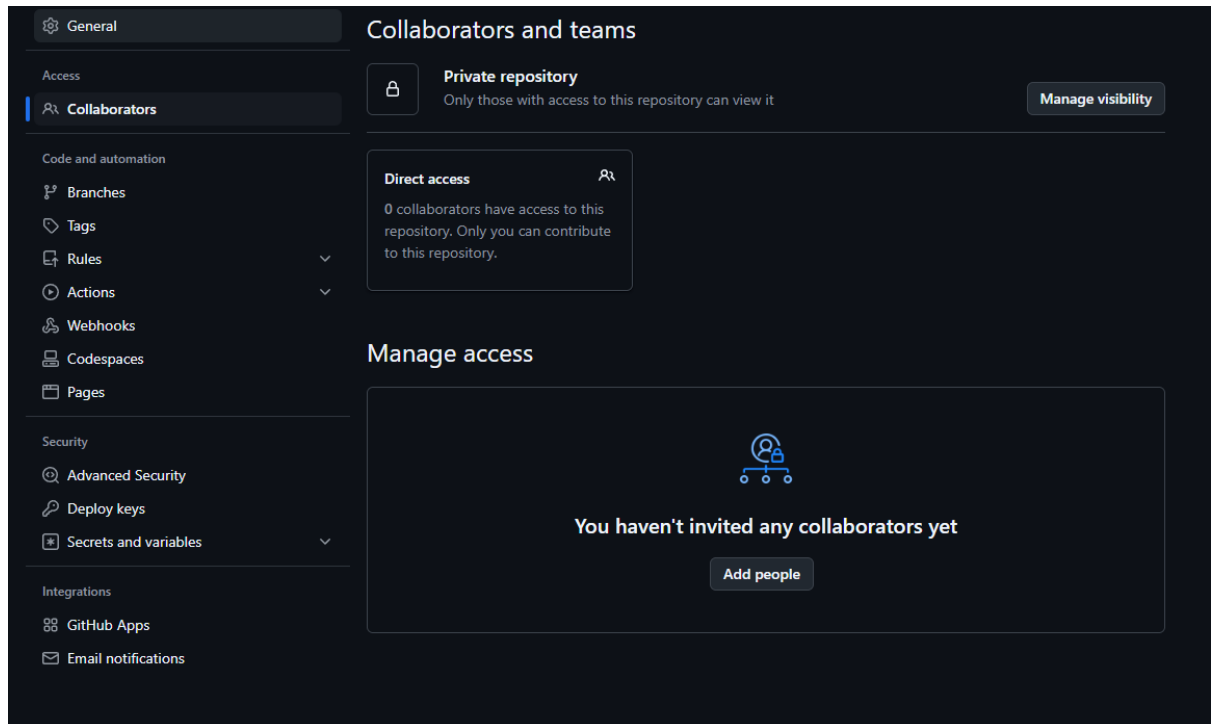 General
Access
Collaborators
Code and automation
Branches
Tags
Rules
Actions
Webhooks
Codespaces
Pages
Security
Advanced Security
Deploy keys
Secrets and variables
Integrations
GitHub Apps
Email notifications
Collaborators and teams
Private repository
Only those with access to this repository can view it
Manage visibility
Direct access
0 collaborators have access to this
repository. Only you can contribute
to this repository.
Manage access
You haven't invited any collaborators yet
Add people